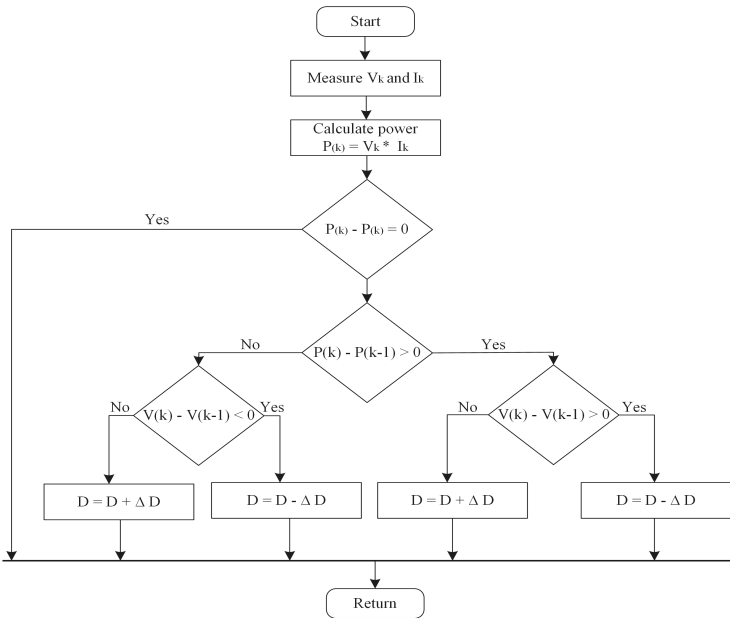 Start
Measure Vk and Ik
Calculate power
P(k) = Vk * Ik
Yes
P(k) - P(k) = 0
No
P(k) - P(k-1) > 0
Yes
No
V(k) - V(k-1) < 0
Yes
No
V(k) - V(k-1) > 0
Yes
D = D + Δ D
D = D - Δ D
D = D + Δ D
D = D - Δ D
Return